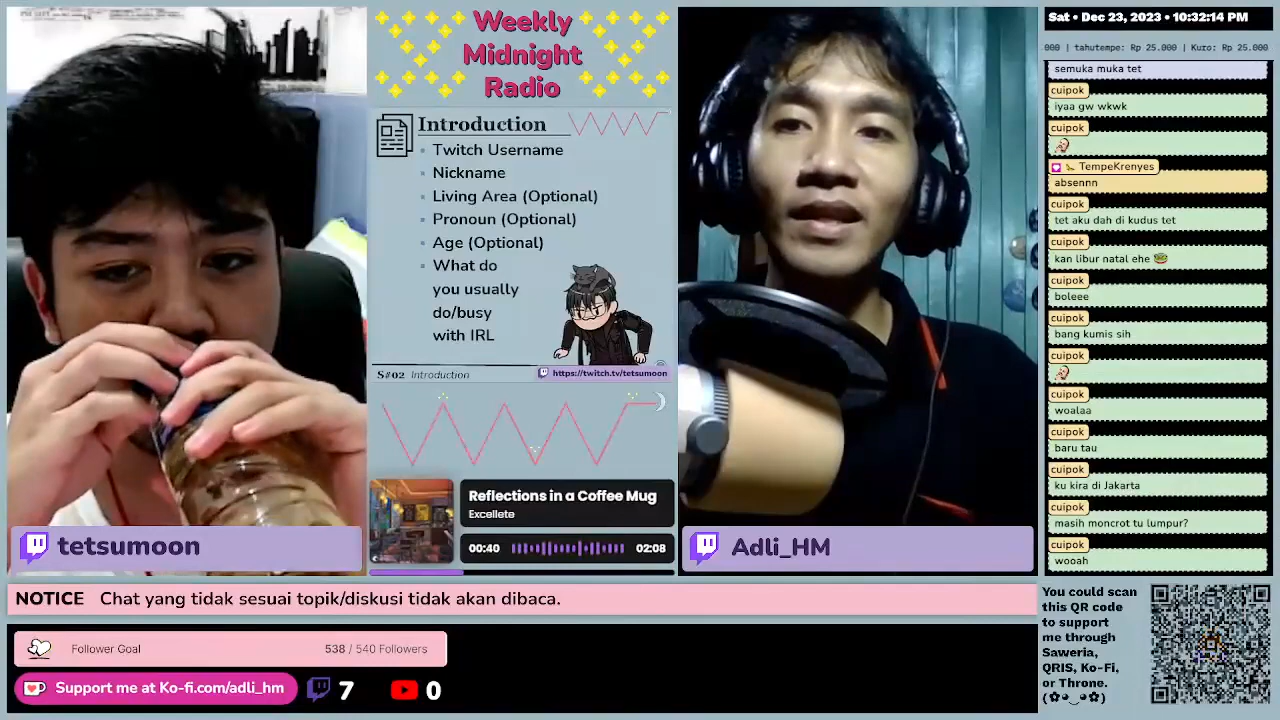 Weekly
Midnight
Radio
Introduction
Twitch Username
Nickname
Living Area (Optional)
Pronoun (Optional)
Age (Optional)
What do
you usually
do/busy
with IRL
S#02 Introduction
https://twitch.tv/tetsumoon
Reflections in a Coffee Mug
Excellete
00:40
02:08
tetsumoon
Adli_HM
Sat • Dec 23, 2023 • 10:32:14 PM
000 | tahutempe: Rp 25.000 | Kuro: Rp 25.000
semuka muka tet
cuipok
iyaa gw wkwk
cuipok
TempeKrenyes
absennn
cuipok
tet aku dah di kudus tet
cuipok
kan libur natal ehe
cuipok
boleee
cuipok
bang kumis sih
cuipok
cuipok
woalaa
cuipok
baru tau
cuipok
ku kira di Jakarta
cuipok
masih moncrot tu lumpur?
cuipok
wooah
NOTICE Chat yang tidak sesuai topik/diskusi tidak akan dibaca.
Follower Goal
538 / 540 Followers
Support me at Ko-fi.com/adli_hm
7
0
You could scan
this QR code
to support
me through
Saweria,
QRIS, Ko-Fi,
or Throne.
(✿◕‿◕✿)